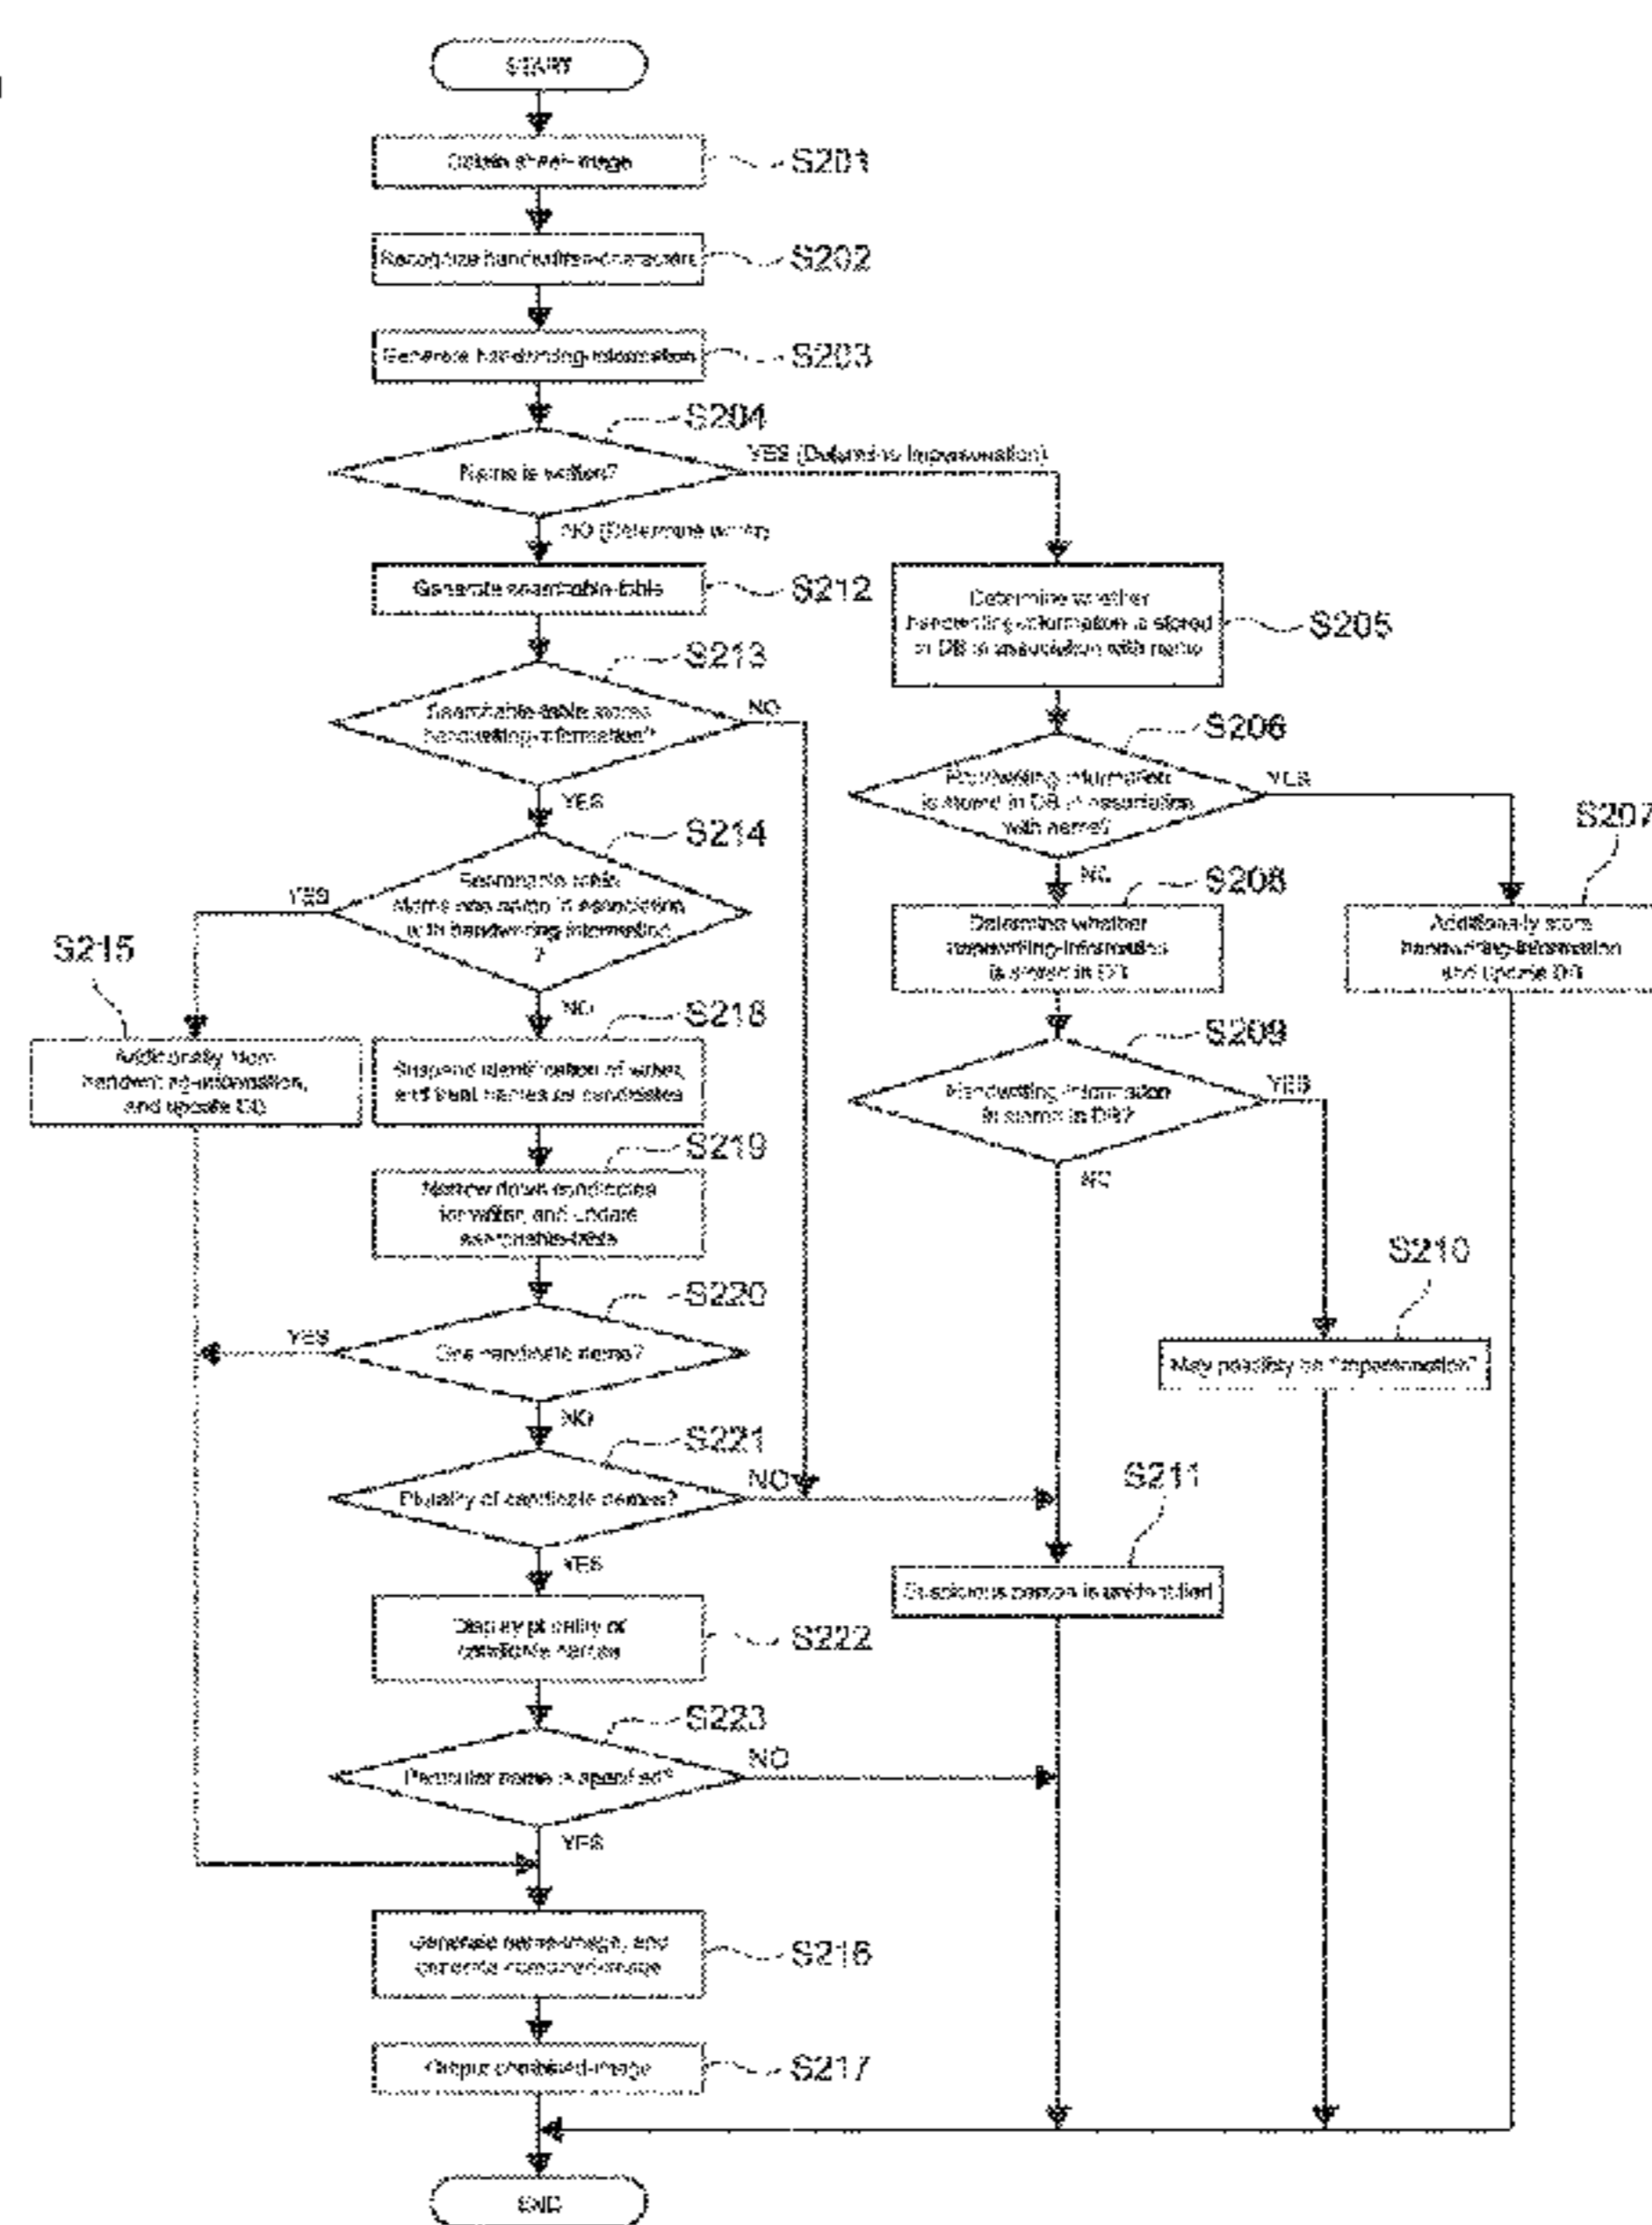 START
Obtain sheet-image
S201
Recognize handwritten-characters
S202
Generate handwriting-information
S203
S204
Name is written?
YES (Determine impersonation)
NO (Determine writer)
Generate searchable-table
S212
Determine whether
handwriting-information is stored
in DB in association with name
S205
S213
Searchable-table stores
handwriting-information?
NO
YES
S206
Handwriting-information
is stored in DB in association
with name?
YES
NO
S207
Additionally store
handwriting-information
and update DB
S214
Searchable-table
stores one name in association
with handwriting-information
?
YES
NO
S208
Determine whether
handwriting-information
is stored in DB
S215
Additionally store
handwriting-information,
and update DB
S218
Suspend identification of writer,
and treat names as candidates
S209
Handwriting-information
is stored in DB?
YES
NO
S219
Narrow down candidates
for writer, and update
searchable-table
S210
May possibly be "impersonation"
S220
One candidate name?
YES
NO
S221
Plurality of candidate names?
NO
YES
S211
Suspicious person is unidentified
Display plurality of
candidate names
S222
S223
Particular name is specified?
NO
YES
Generate name-image, and
generate combined-image
S216
Output combined-image
S217
END